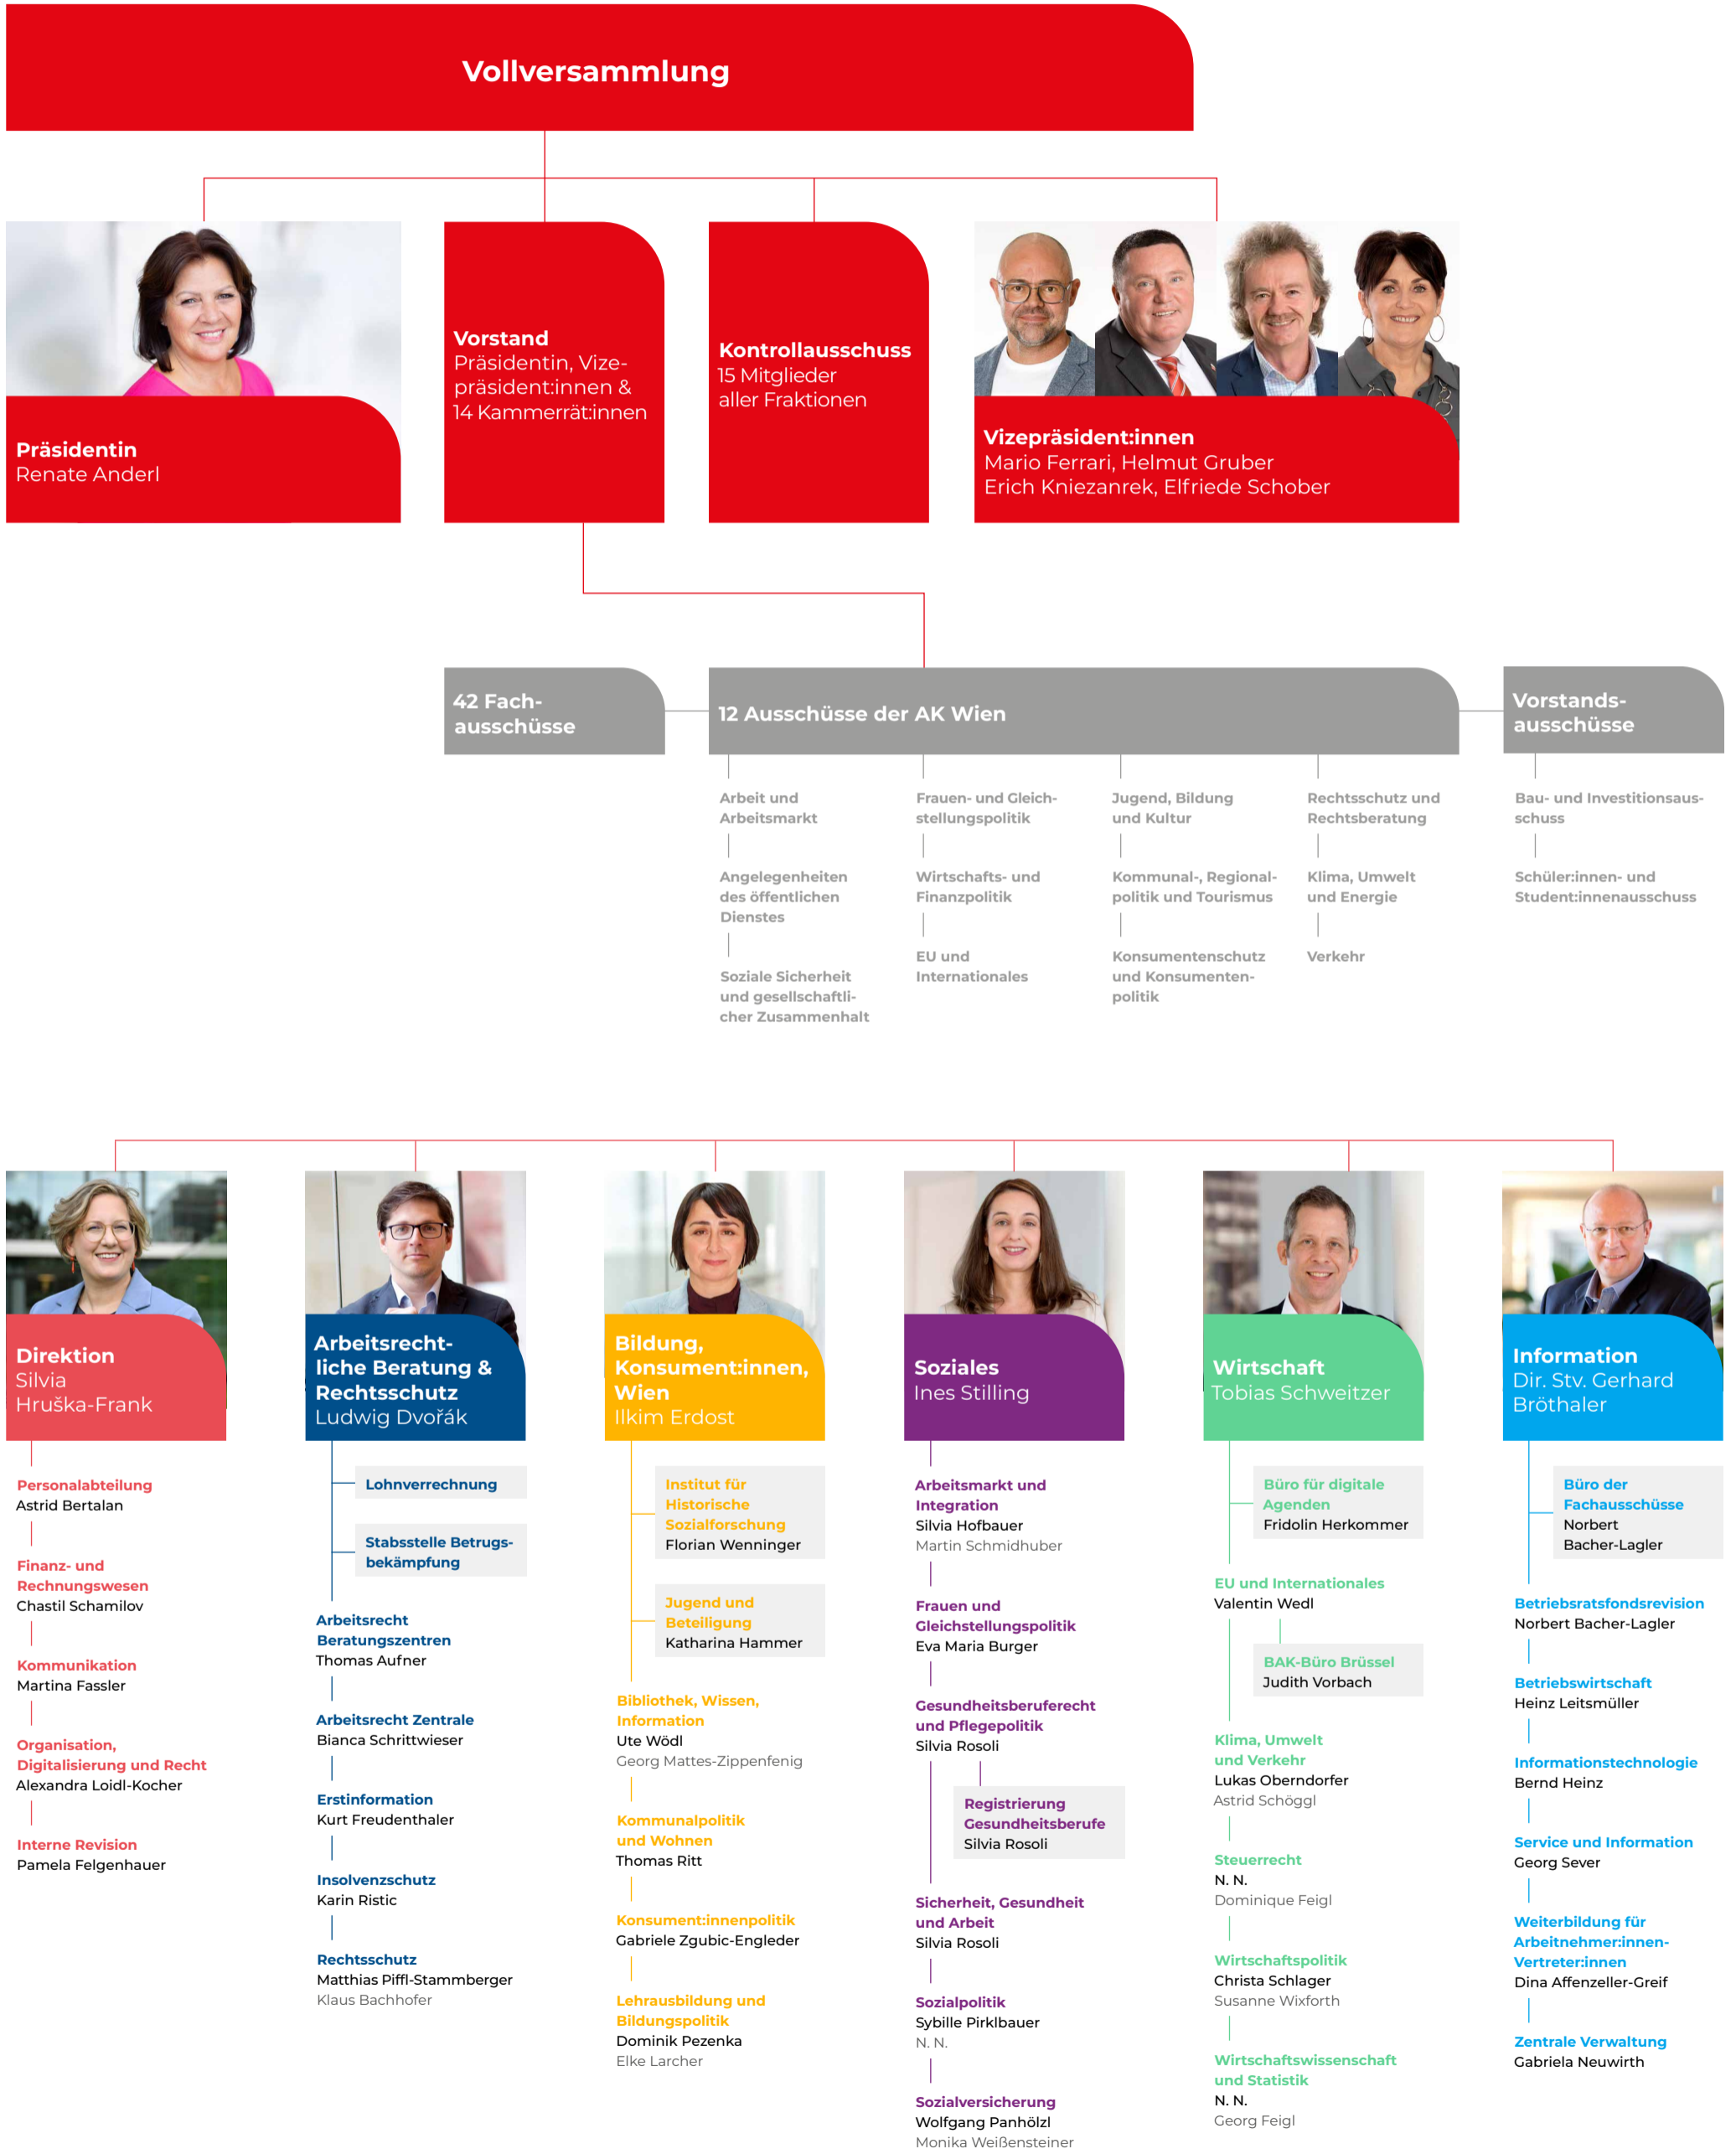 Vollversammlung
Präsidentin
Renate Anderl
Vorstand
Präsidentin, Vize-
präsident:innen &
14 Kammerrät:innen
Kontrollausschuss
15 Mitglieder
aller Fraktionen
Vizepräsident:innen
Mario Ferrari, Helmut Gruber
Erich Kniezanrek, Elfriede Schober
42 Fach-
ausschüsse
12 Ausschüsse der AK Wien
Vorstands-
ausschüsse
Arbeit und
Arbeitsmarkt
Angelegenheiten
des öffentlichen
Dienstes
Soziale Sicherheit
und gesellschaftli-
cher Zusammenhalt
Frauen- und Gleich-
stellungspolitik
Wirtschafts- und
Finanzpolitik
EU und
Internationales
Jugend, Bildung
und Kultur
Kommunal-, Regional-
politik und Tourismus
Konsumentenschutz
und Konsumenten-
politik
Rechtsschutz und
Rechtsberatung
Klima, Umwelt
und Energie
Verkehr
Bau- und Investitionsaus-
schuss
Schüler:innen- und
Student:innenausschuss
Direktion
Silvia
Hruška-Frank
Personalabteilung
Astrid Bertalan
Finanz- und
Rechnungswesen
Chastil Schamilov
Kommunikation
Martina Fassler
Organisation,
Digitalisierung und Recht
Alexandra Loidl-Kocher
Interne Revision
Pamela Felgenhauer
Arbeitsrecht-
liche Beratung &
Rechtsschutz
Ludwig Dvořák
Lohnverrechnung
Stabsstelle Betrugs-
bekämpfung
Arbeitsrecht
Beratungszentren
Thomas Aufner
Arbeitsrecht Zentrale
Bianca Schrittwieser
Erstinformation
Kurt Freudenthaler
Insolvenzschutz
Karin Ristic
Rechtsschutz
Matthias Piffl-Stammberger
Klaus Bachhofer
Bildung,
Konsument:innen,
Wien
Ilkim Erdost
Institut für
Historische
Sozialforschung
Florian Wenninger
Jugend und
Beteiligung
Katharina Hammer
Bibliothek, Wissen,
Information
Ute Wödl
Georg Mattes-Zippenfenig
Kommunalpolitik
und Wohnen
Thomas Ritt
Konsument:innenpolitik
Gabriele Zgubic-Engleder
Lehrausbildung und
Bildungspolitik
Dominik Pezenka
Elke Larcher
Soziales
Ines Stilling
Arbeitsmarkt und
Integration
Silvia Hofbauer
Martin Schmidhuber
Frauen und
Gleichstellungspolitik
Eva Maria Burger
Gesundheitsberuferecht
und Pflegepolitik
Silvia Rosoli
Registrierung
Gesundheitsberufe
Silvia Rosoli
Sicherheit, Gesundheit
und Arbeit
Silvia Rosoli
Sozialpolitik
Sybille Pirklbauer
N. N.
Sozialversicherung
Wolfgang Panhölzl
Monika Weißensteiner
Wirtschaft
Tobias Schweitzer
Büro für digitale
Agenden
Fridolin Herkommer
EU und Internationales
Valentin Wedl
BAK-Büro Brüssel
Judith Vorbach
Klima, Umwelt
und Verkehr
Lukas Oberndorfer
Astrid Schöggl
Steuerrecht
N. N.
Dominique Feigl
Wirtschaftspolitik
Christa Schlager
Susanne Wixforth
Wirtschaftswissenschaft
und Statistik
N. N.
Georg Feigl
Information
Dir. Stv. Gerhard
Bröthaler
Büro der
Fachausschüsse
Norbert
Bacher-Lagler
Betriebsratsfondsrevision
Norbert Bacher-Lagler
Betriebswirtschaft
Heinz Leitsmüller
Informationstechnologie
Bernd Heinz
Service und Information
Georg Sever
Weiterbildung für
Arbeitnehmer:innen-
Vertreter:innen
Dina Affenzeller-Greif
Zentrale Verwaltung
Gabriela Neuwirth